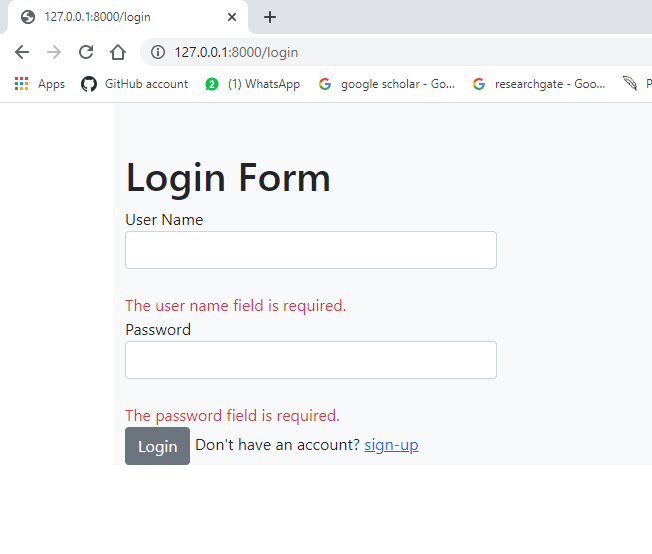 127.0.0.1:8000/login
127.0.0.1:8000/login
Apps GitHub account 2 (1) WhatsApp google scholar - Go... researchgate - Goo... P
Login Form
User Name
The user name field is required.
Password
The password field is required.
Login Don't have an account? sign-up